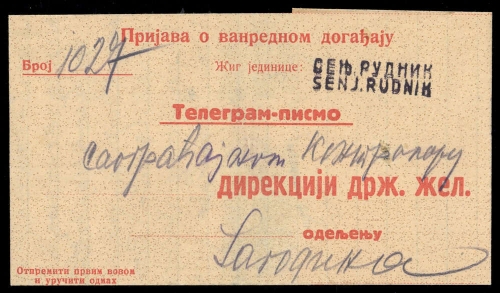 Пријава о ванредном догађају
Број 1027 Жиг јединице: СЕЊ.РУДНИК
SENJ.RUDNIK
Телеграм-писмо
саобраћајном контролору
дирекцији држ. жел.
одељењу
Јагодина
Отпремити првим возом
и уручити одмах